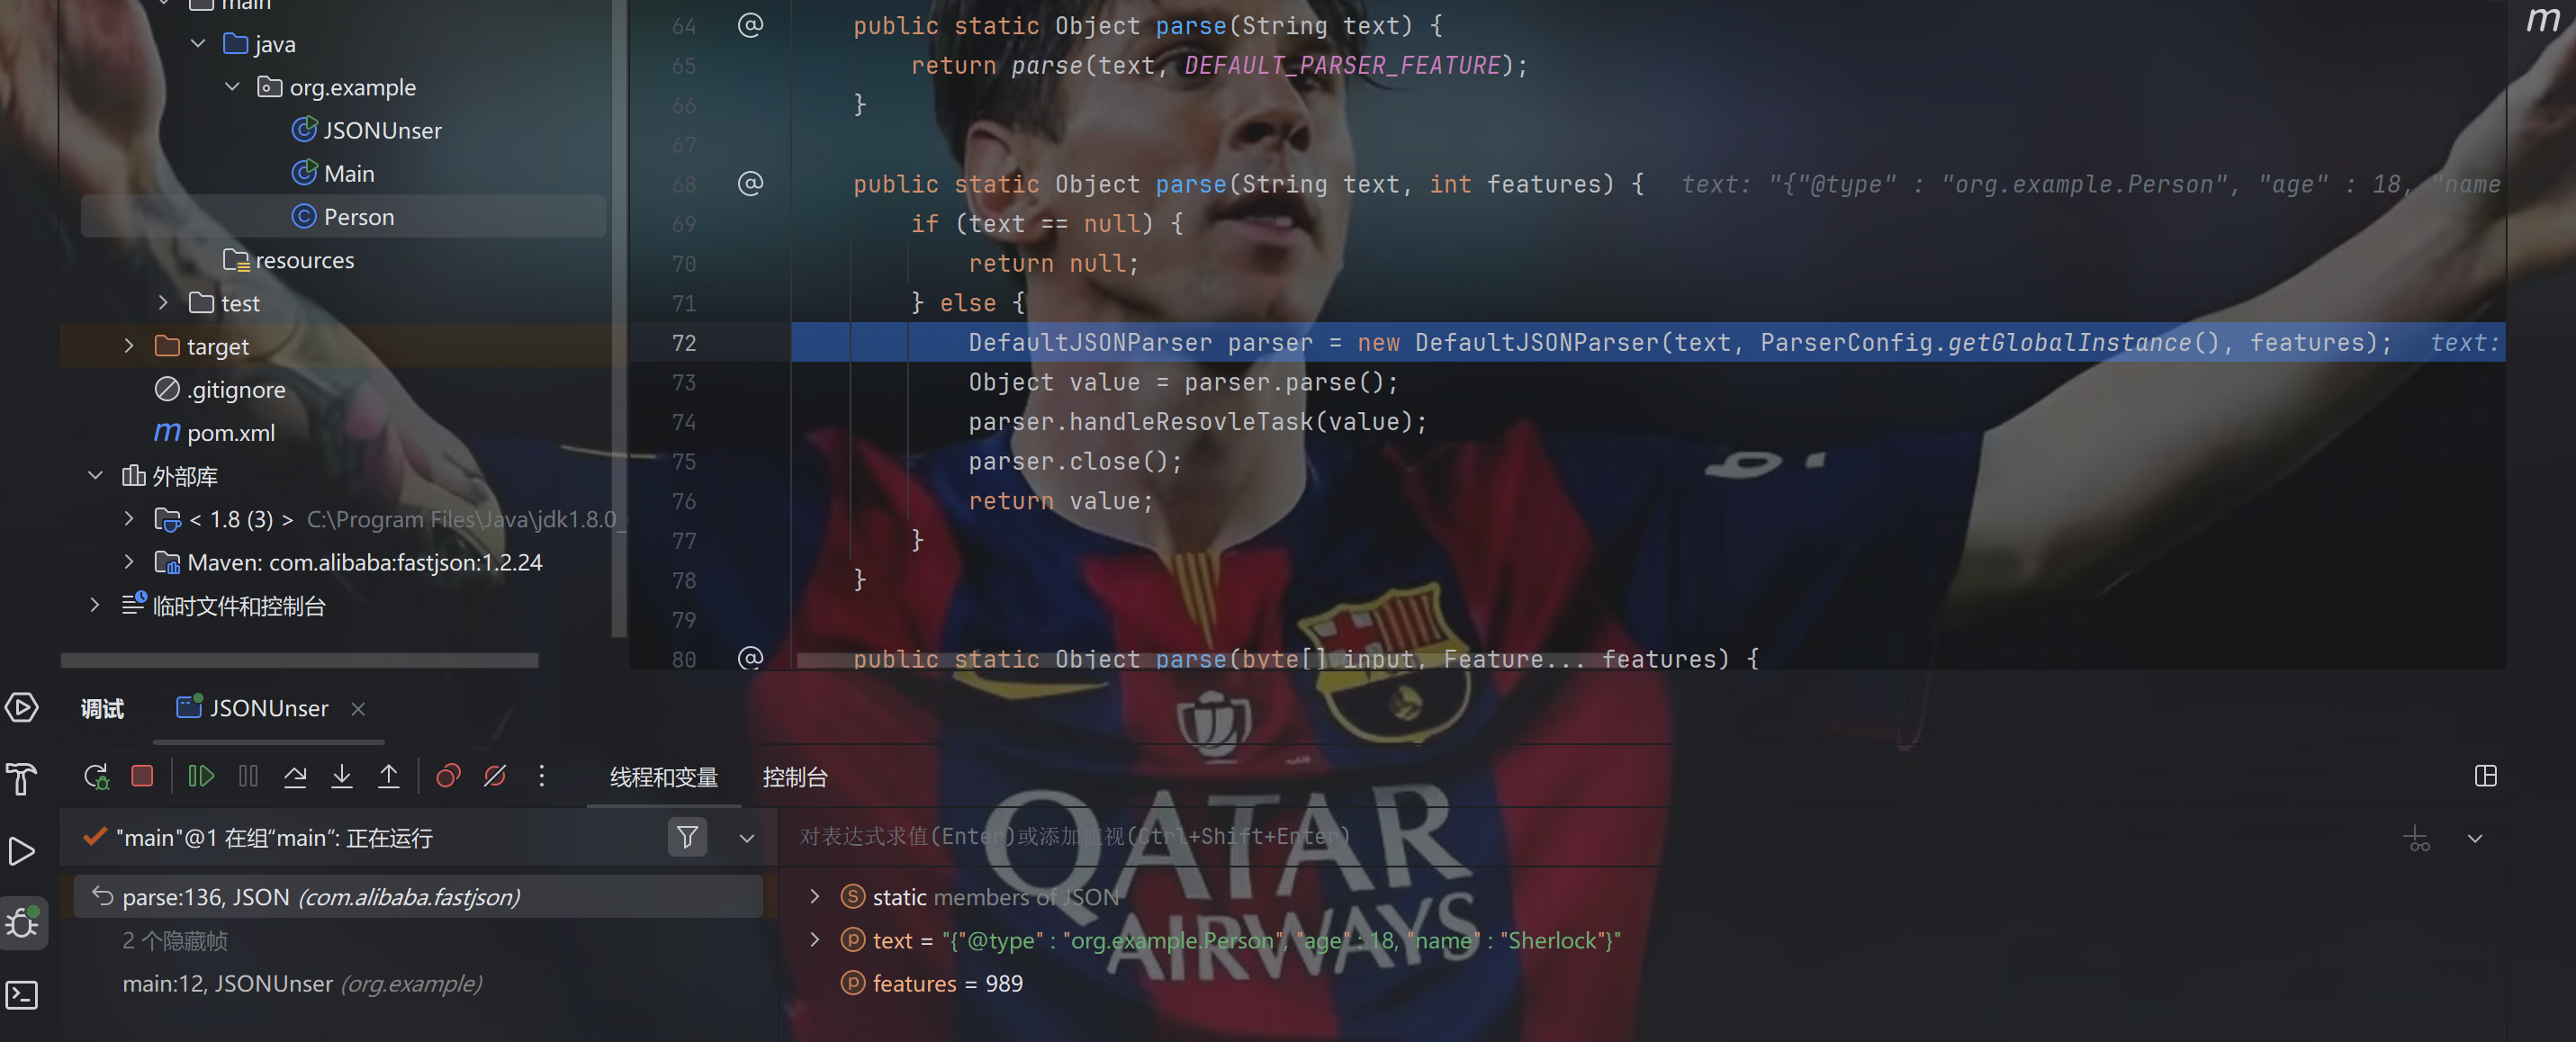 main
java
org.example
JSONUnser
Main
Person
resources
test
target
.gitignore
pom.xml
外部库
< 1.8 (3) > C:\Program Files\Java\jdk1.8.0_
Maven: com.alibaba:fastjson:1.2.24
临时文件和控制台
64 @ public static Object parse(String text) {
65 return parse(text, DEFAULT_PARSER_FEATURE);
66 }
67
68 @ public static Object parse(String text, int features) { text: "{"@type" : "org.example.Person", "age" : 18, "name
69 if (text == null) {
70 return null;
71 } else {
72 DefaultJSONParser parser = new DefaultJSONParser(text, ParserConfig.getGlobalInstance(), features); text:
73 Object value = parser.parse();
74 parser.handleResovleTask(value);
75 parser.close();
76 return value;
77 }
78 }
79
80 @ public static Object parse(byte[] input, Feature... features) {
m
调试
JSONUnser
线程和变量
控制台
"main"@1 在组“main”: 正在运行
parse:136, JSON (com.alibaba.fastjson)
2 个隐藏帧
main:12, JSONUnser (org.example)
对表达式求值(Enter)或添加监视(Ctrl+Shift+Enter)
static members of JSON
text = "{"@type" : "org.example.Person", "age" : 18, "name" : "Sherlock"}"
features = 989
QATAR
AIRWAYS